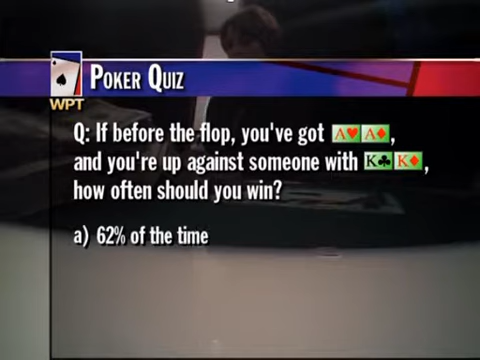 POKER QUIZ
WPT
Q: If before the flop, you've got A♥ A♦,
and you're up against someone with K♣ K♦,
how often should you win?
a) 62% of the time